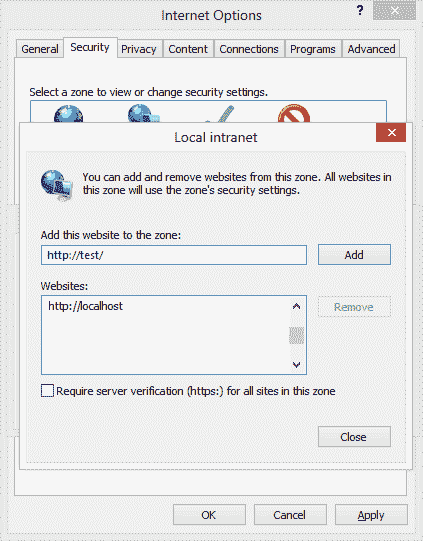 Internet Options
?
General Security Privacy Content Connections Programs Advanced
Select a zone to view or change security settings.
Local intranet
You can add and remove websites from this zone. All websites in
this zone will use the zone's security settings.
Add this website to the zone:
http://test/ Add
Websites:
http://localhost Remove
Require server verification (https:) for all sites in this zone
Close
OK Cancel Apply